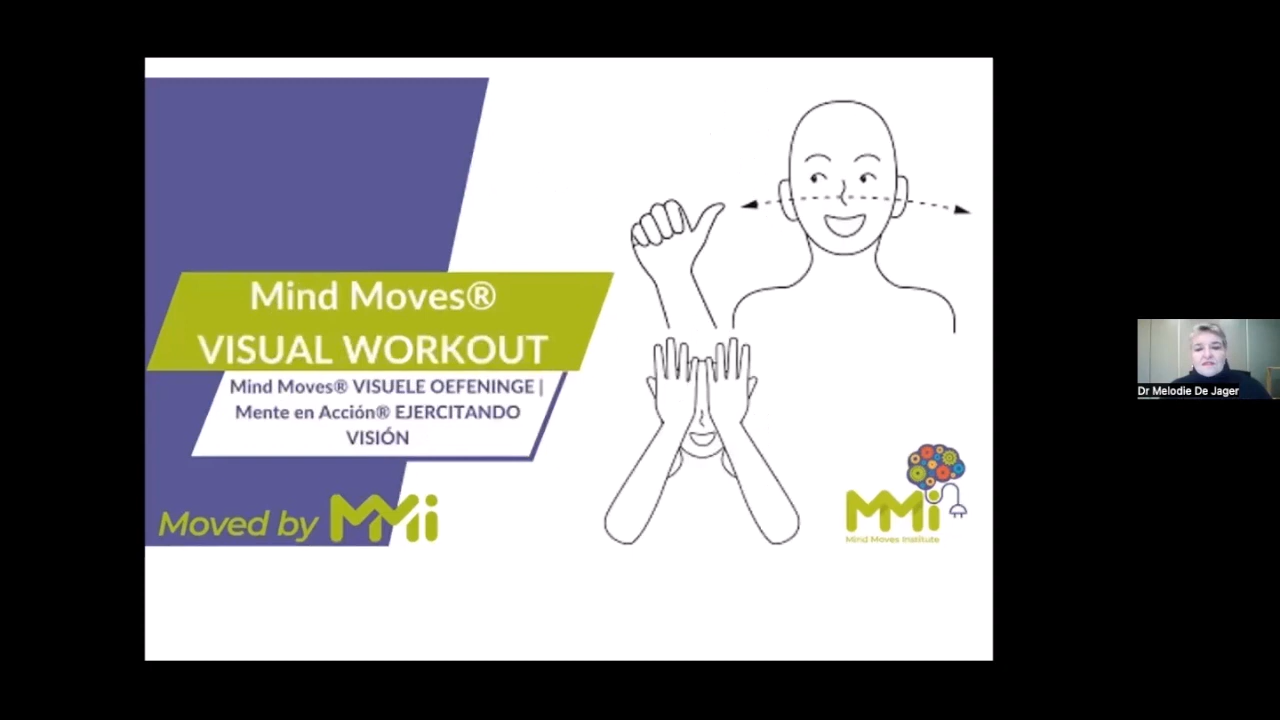 Mind Moves®
VISUAL WORKOUT
Mind Moves® VISUELE OEFENINGE |
Mente en Acción® EJERCITANDO
VISIÓN
Moved by MMi
MMi
Mind Moves Institute
Dr Melodie De Jager